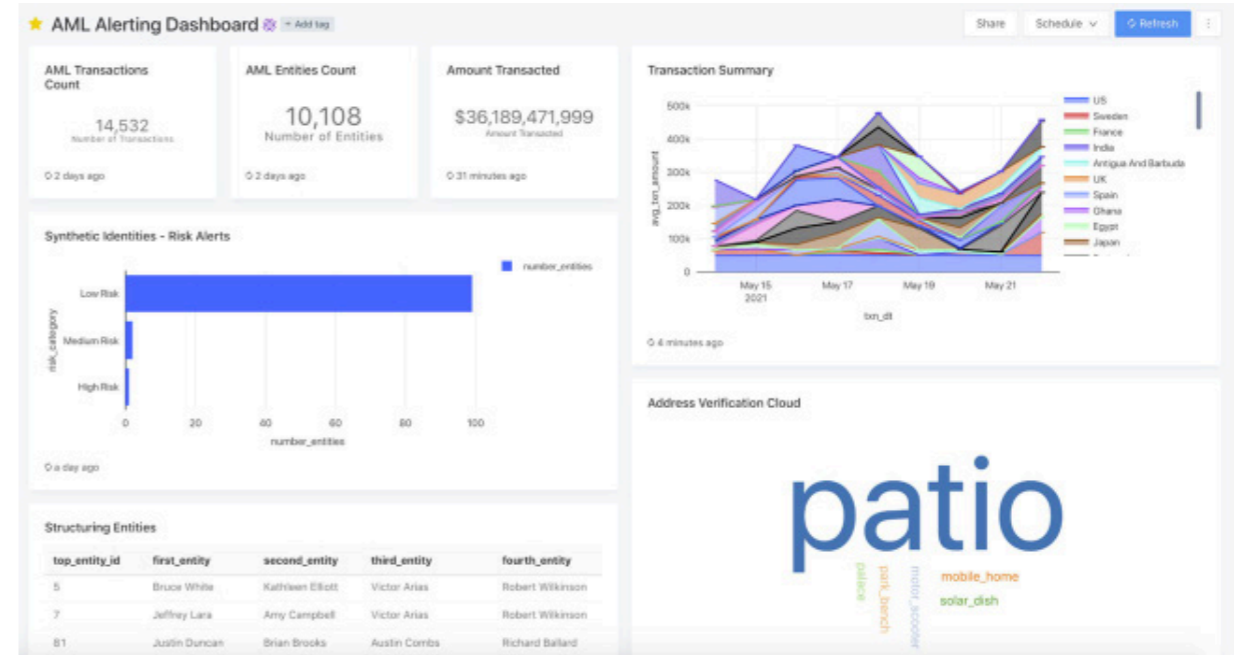 AML Alerting Dashboard
+ Add tag
Share
Schedule
Refresh
AML Transactions
Count
14,532
Number of Transactions
2 days ago
AML Entities Count
10,108
Number of Entities
2 days ago
Amount Transacted
$36,189,471,999
Amount Transacted
31 minutes ago
Transaction Summary
500k
400k
300k
200k
100k
0
avg_txn_amount
May 15
2021
May 17
May 19
May 21
txn_dt
US
Sweden
France
India
Antigua And Barbuda
UK
Spain
Ghana
Egypt
Japan
4 minutes ago
Synthetic Identities - Risk Alerts
number_entities
risk_category
Low Risk
Medium Risk
High Risk
0 20 40 60 80 100
number_entities
a day ago
Structuring Entities
top_entity_id first_entity second_entity third_entity fourth_entity
5 Bruce White Kathleen Elliott Victor Arias Robert Wilkinson
7 Jeffrey Lara Amy Campbell Victor Arias Robert Wilkinson
81 Justin Duncan Brian Brooks Austin Combs Richard Ballard
Address Verification Cloud
patio
palace
park_bench
motor_scooter
mobile_home
solar_dish